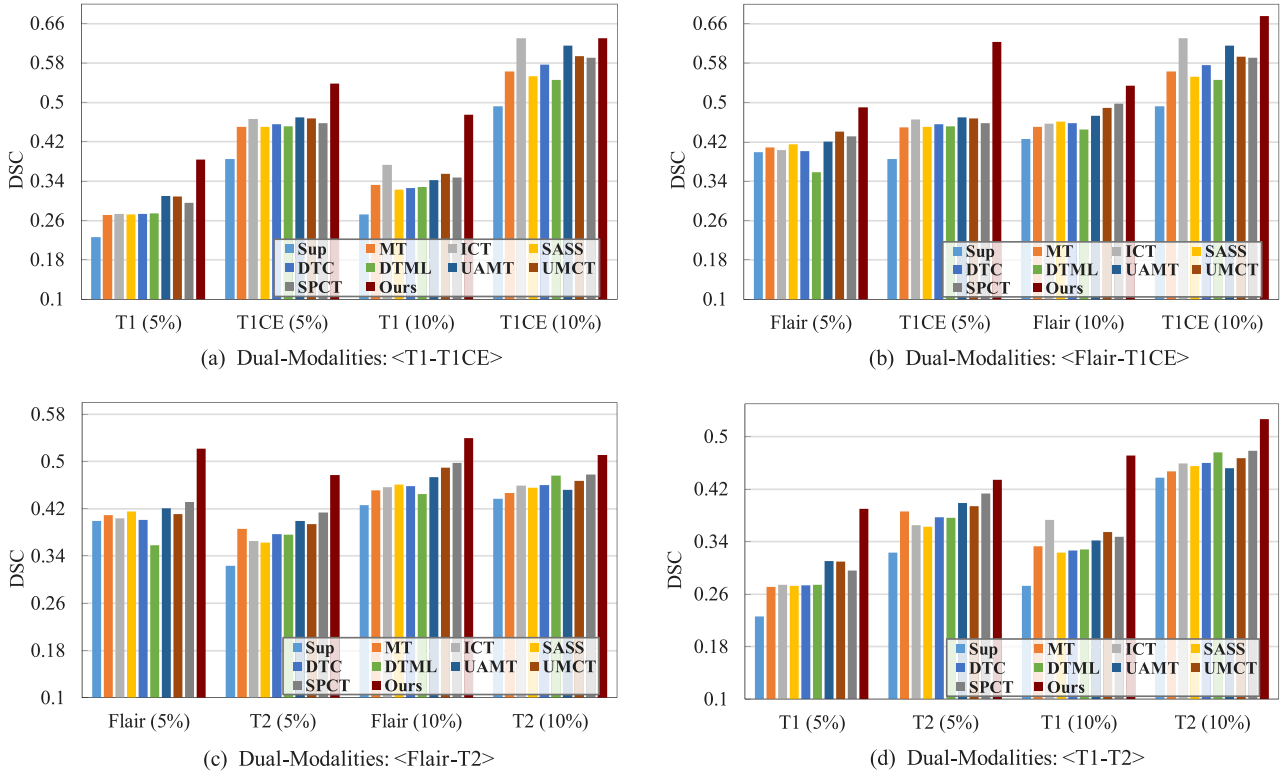 DSC
0.66
0.58
0.5
0.42
0.34
0.26
0.18
0.1
Sup MT ICT SASS
DTC DTML UAMT UMCT
SPCT Ours
T1 (5%) T1CE (5%) T1 (10%) T1CE (10%)
(a) Dual-Modalities: <T1-T1CE>
DSC
0.66
0.58
0.5
0.42
0.34
0.26
0.18
0.1
Sup MT ICT SASS
DTC DTML UAMT UMCT
SPCT Ours
Flair (5%) T1CE (5%) Flair (10%) T1CE (10%)
(b) Dual-Modalities: <Flair-T1CE>
DSC
0.58
0.5
0.42
0.34
0.26
0.18
0.1
Sup MT ICT SASS
DTC DTML UAMT UMCT
SPCT Ours
Flair (5%) T2 (5%) Flair (10%) T2 (10%)
(c) Dual-Modalities: <Flair-T2>
DSC
0.5
0.42
0.34
0.26
0.18
0.1
Sup MT ICT SASS
DTC DTML UAMT UMCT
SPCT Ours
T1 (5%) T2 (5%) T1 (10%) T2 (10%)
(d) Dual-Modalities: <T1-T2>